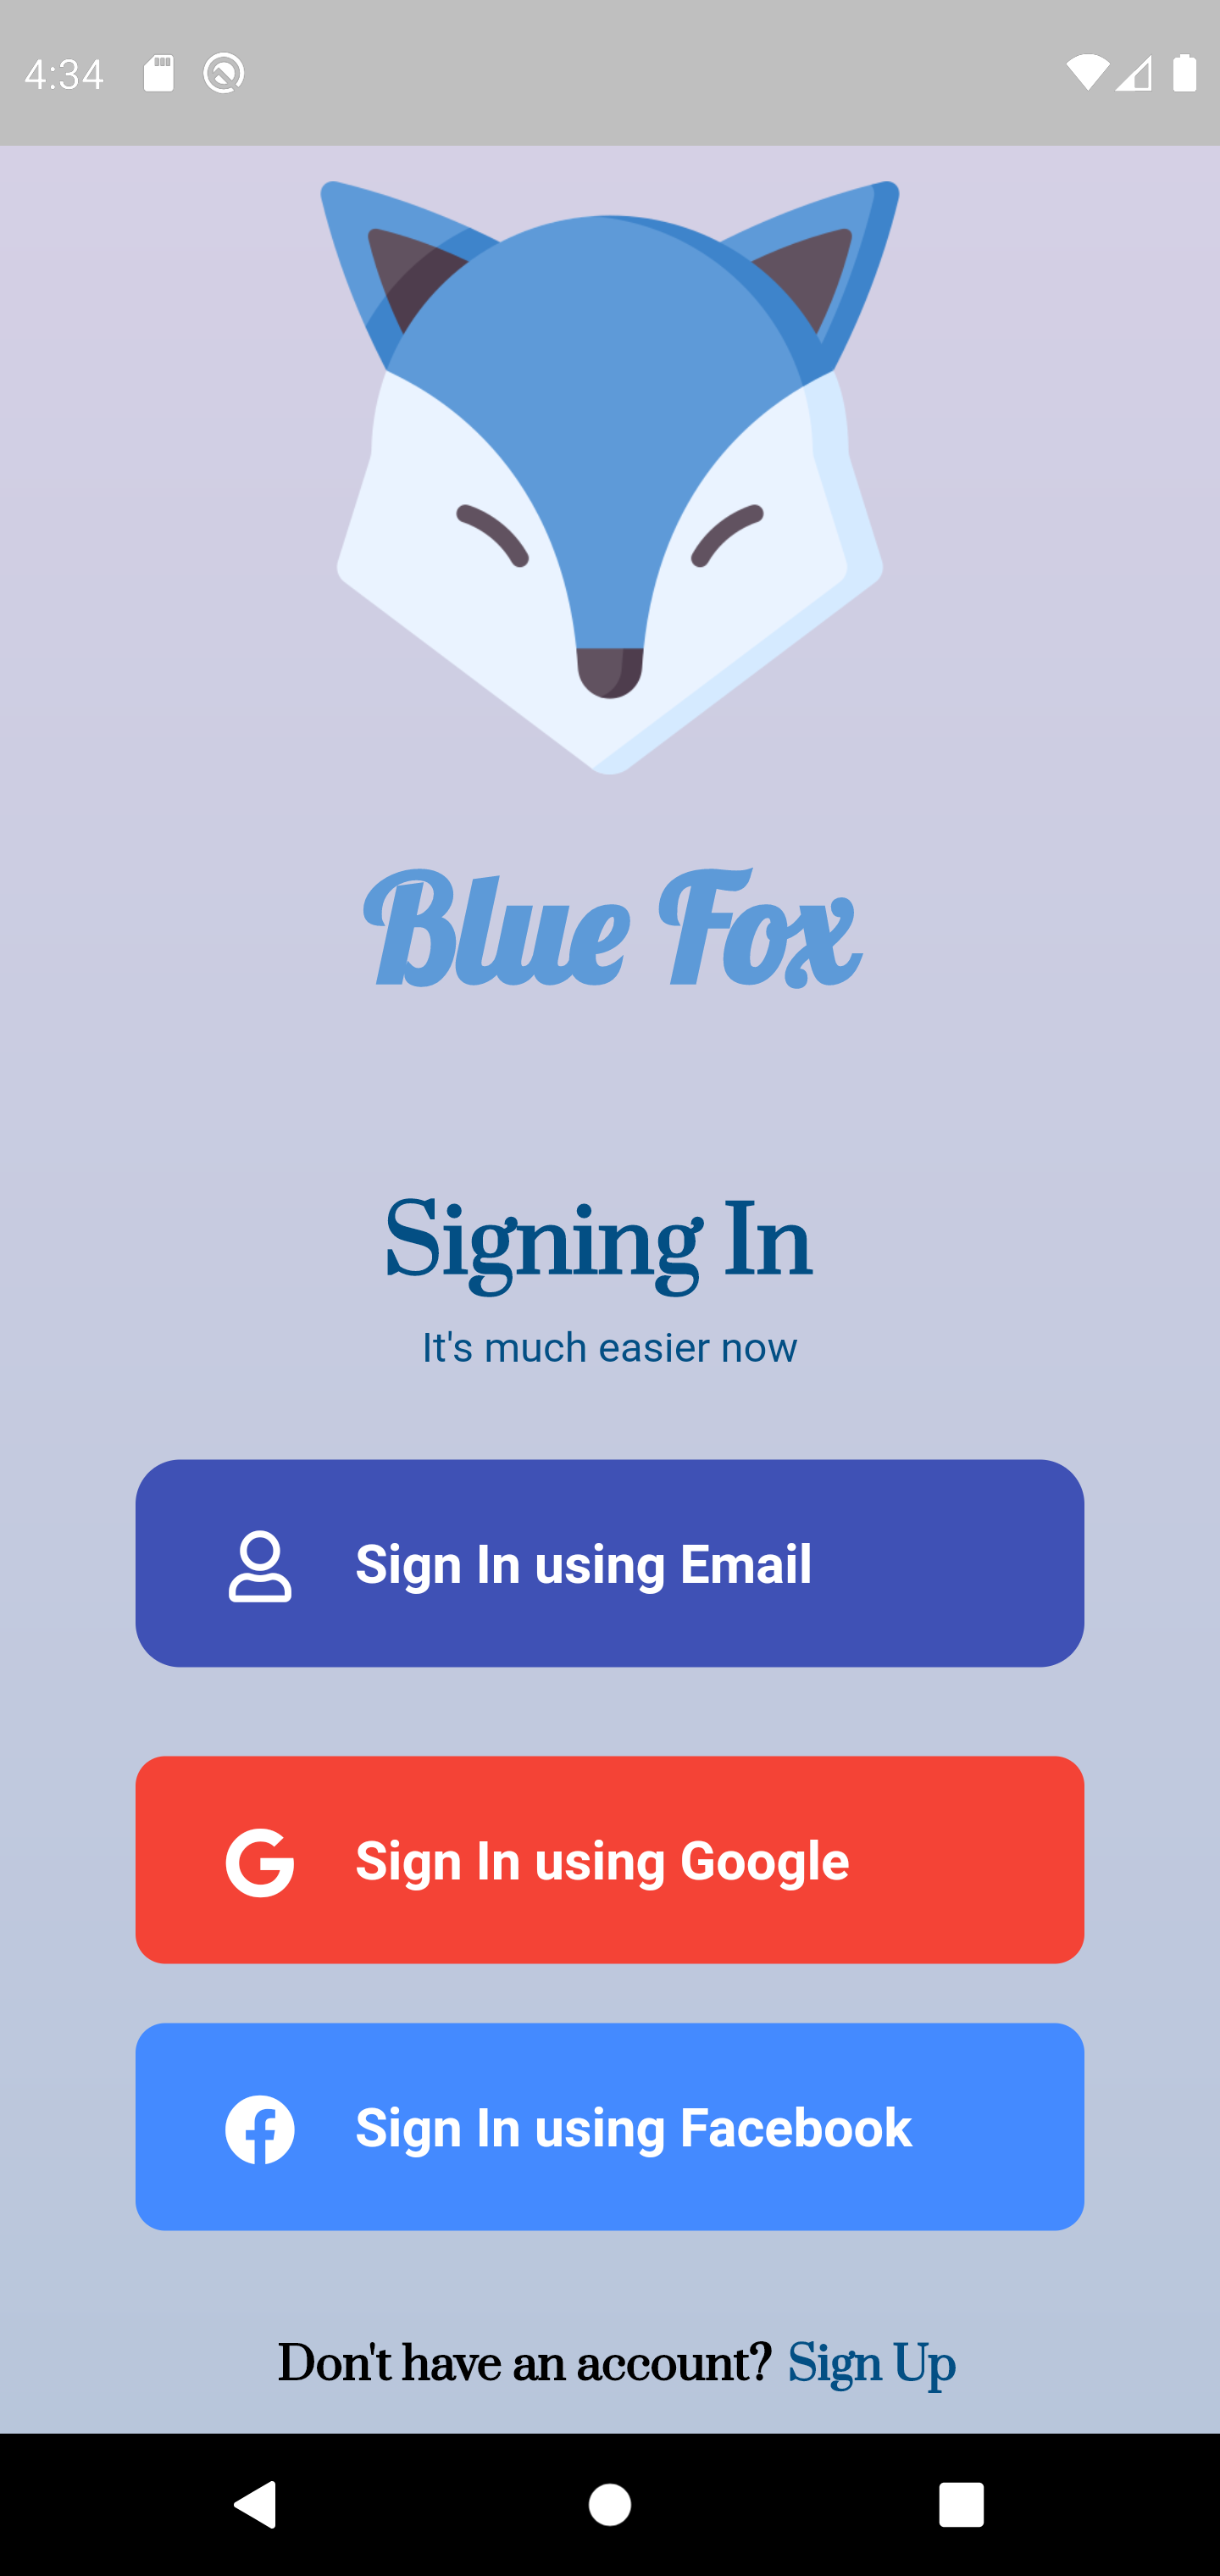 4:34
Blue Fox
Signing In
It's much easier now
Sign In using Email
Sign In using Google
Sign In using Facebook
Don't have an account? Sign Up